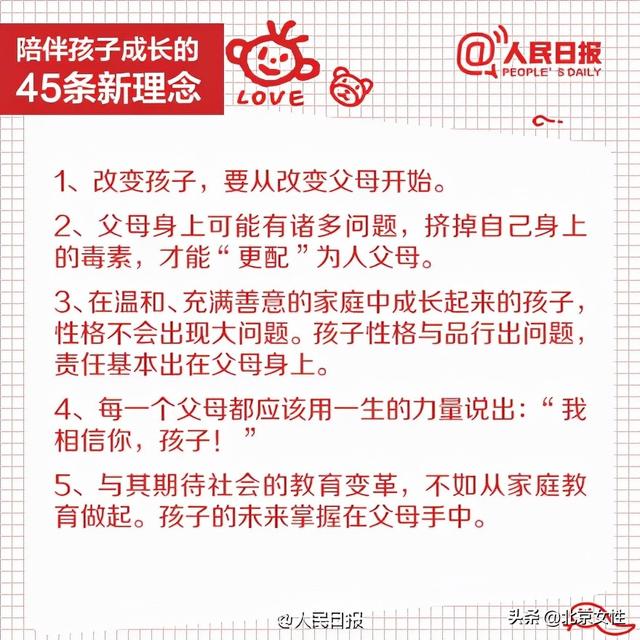 陪伴孩子成长的
45条新理念
LOVE
@人民日报
PEOPLE'S DAILY
1、改变孩子，要从改变父母开始。
2、父母身上可能有诸多问题，挤掉自己身上
的毒素，才能“更配”为人父母。
3、在温和、充满善意的家庭中成长起来的孩子，
性格不会出现大问题。孩子性格与品行出问题，
责任基本出在父母身上。
4、每一个父母都应该用一生的力量说出：“我
相信你，孩子！”
5、与其期待社会的教育变革，不如从家庭教
育做起。孩子的未来掌握在父母手中。
@人民日报
头条 @北京女性